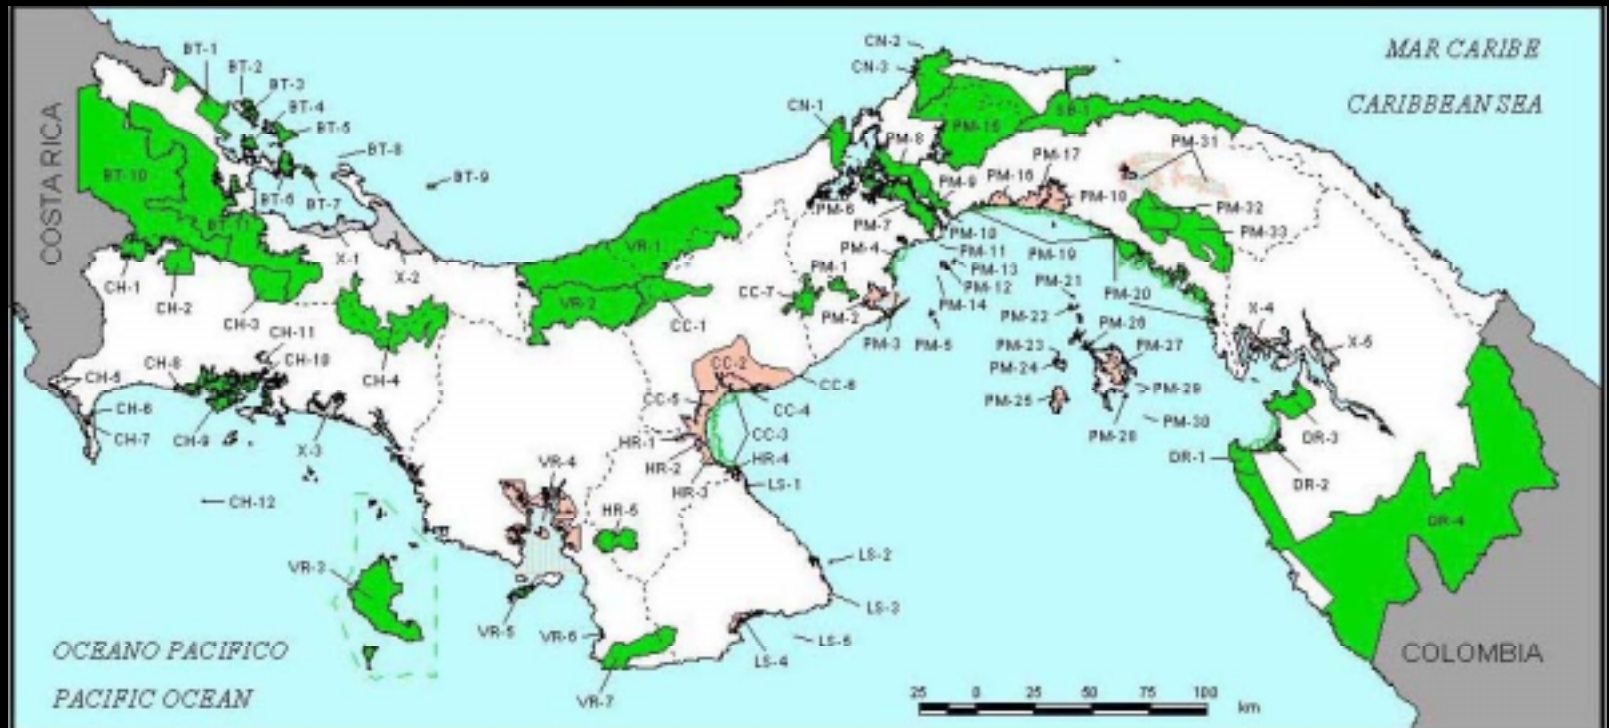 MAR CARIBE
CARIBBEAN SEA
COSTA RICA
COLOMBIA
OCEANO PACIFICO
PACIFIC OCEAN
BT-1
BT-2
BT-3
BT-4
BT-5
BT-8
BT-9
BT-10
BT-6
BT-7
BT-11
X-1
X-2
CH-1
CH-2
CH-3
CH-11
CH-10
CH-8
CH-5
CH-4
CH-6
CH-7
CH-9
X-3
CH-12
VR-1
VR-2
CC-1
CC-7
CC-2
CC-6
CC-5
CC-4
CC-3
HR-1
HR-2
HR-4
HR-3
HR-5
LS-1
LS-2
LS-3
LS-5
LS-4
VR-4
VR-3
VR-5
VR-6
VR-7
CN-2
CN-3
CN-1
PM-8
PM-15
SB-1
PM-31
PM-17
PM-16
PM-9
PM-18
PM-6
PM-7
PM-32
PM-33
PM-10
PM-4
PM-11
PM-19
PM-1
PM-13
PM-12
PM-21
PM-20
PM-14
PM-2
PM-22
PM-26
PM-3
PM-5
PM-23
PM-27
PM-24
PM-25
PM-29
PM-30
PM-28
X-4
X-5
DR-1
DR-3
DR-2
DR-4
25 0 25 50 75 100
km